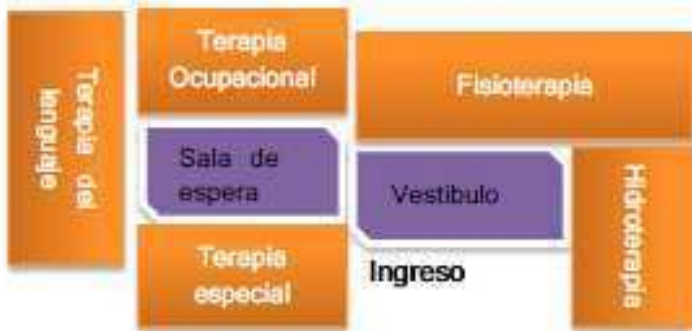 Terapia del
lenguaje
Terapia
Ocupacional
Fisioterapia
Sala de
espera
Vestibulo
Terapia
especial
Ingreso
Hidroterapia